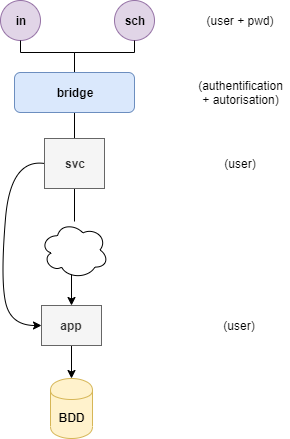 in
sch
(user + pwd)
bridge
(authentification
+ autorisation)
svc
(user)
app
(user)
BDD